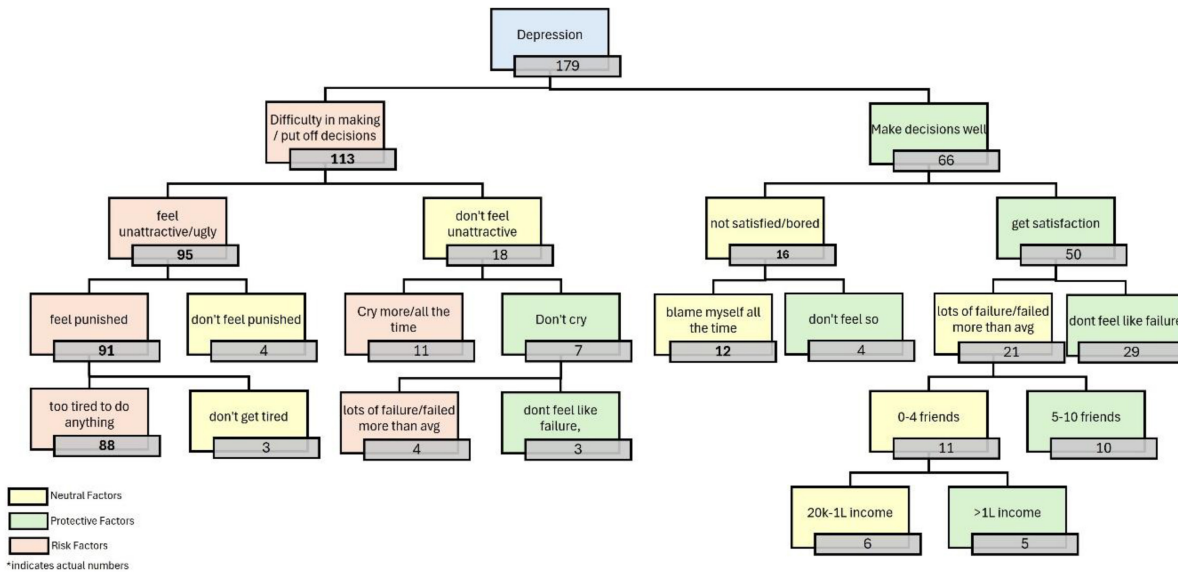 Depression
179
Difficulty in making
/ put off decisions
113
Make decisions well
66
feel
unattractive/ugly
95
don't feel
unattractive
18
not satisfied/bored
16
get satisfaction
50
feel punished
91
don't feel punished
4
Cry more/all the
time
11
Don't cry
7
blame myself all
the time
12
don't feel so
4
lots of failure/failed
more than avg
21
dont feel like failure
29
too tired to do
anything
88
don't get tired
3
lots of failure/failed
more than avg
4
dont feel like
failure,
3
0-4 friends
11
5-10 friends
10
20k-1L income
6
>1L income
5
Neutral Factors
Protective Factors
Risk Factors
*indicates actual numbers